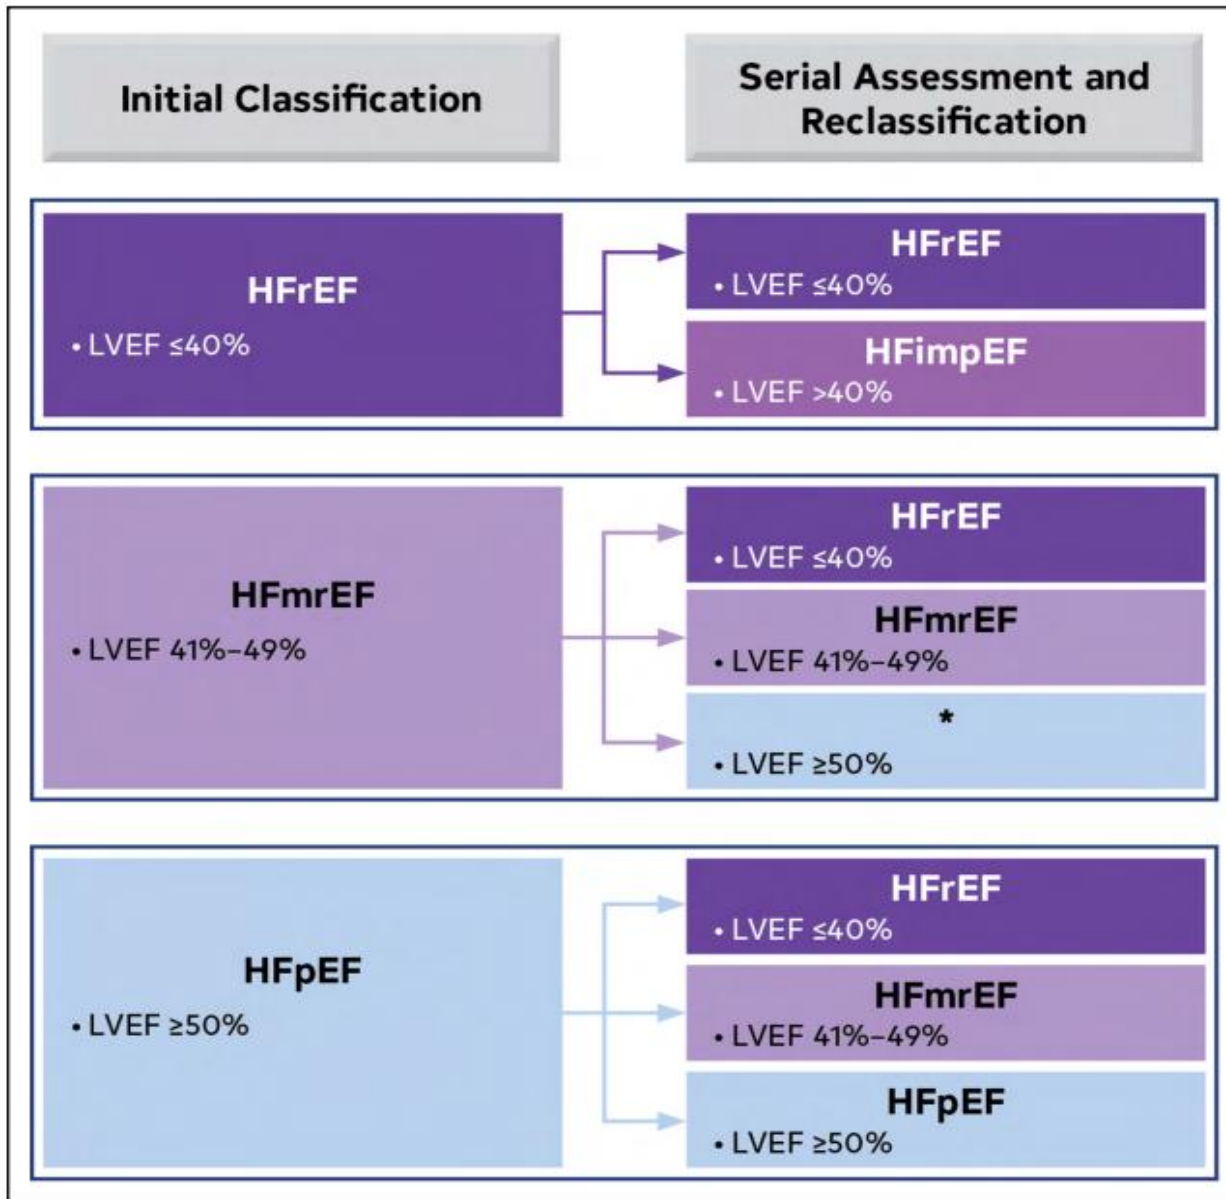 Initial Classification
Serial Assessment and
Reclassification
HFrEF
• LVEF ≤40%
HFrEF
• LVEF ≤40%
HFimpEF
• LVEF >40%
HFmrEF
• LVEF 41%–49%
HFrEF
• LVEF ≤40%
HFmrEF
• LVEF 41%–49%
*
• LVEF ≥50%
HFpEF
• LVEF ≥50%
HFrEF
• LVEF ≤40%
HFmrEF
• LVEF 41%–49%
HFpEF
• LVEF ≥50%